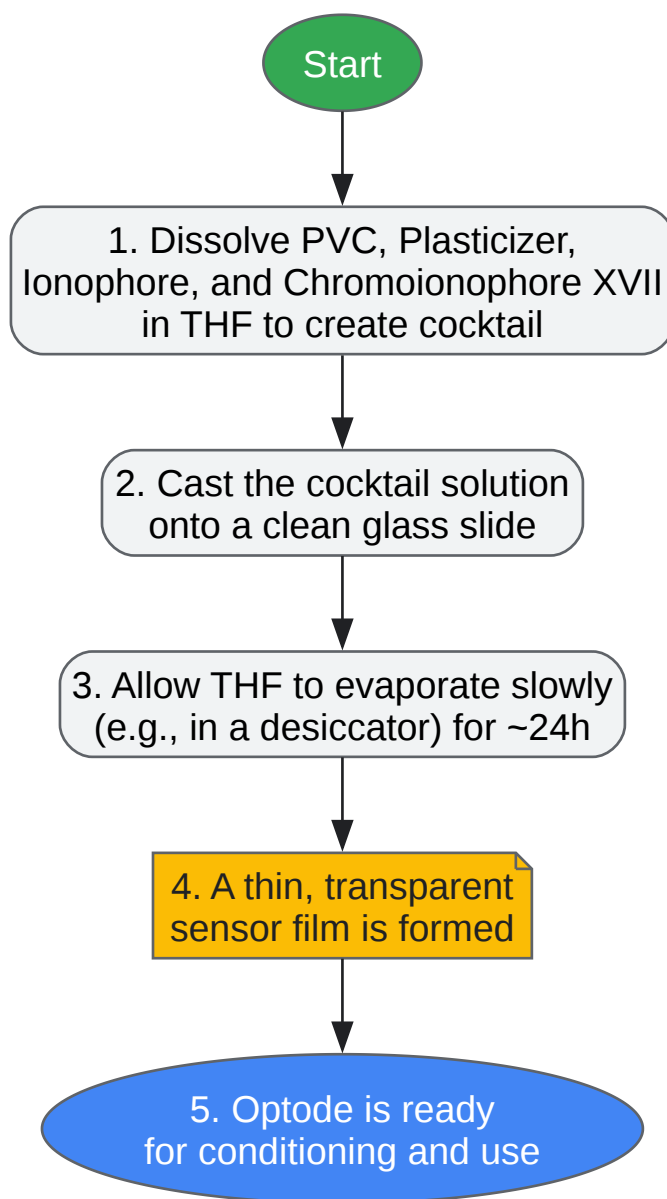 Start
1. Dissolve PVC, Plasticizer,
Ionophore, and Chromoionophore XVII
in THF to create cocktail
2. Cast the cocktail solution
onto a clean glass slide
3. Allow THF to evaporate slowly
(e.g., in a desiccator) for ~24h
4. A thin, transparent
sensor film is formed
5. Optode is ready
for conditioning and use